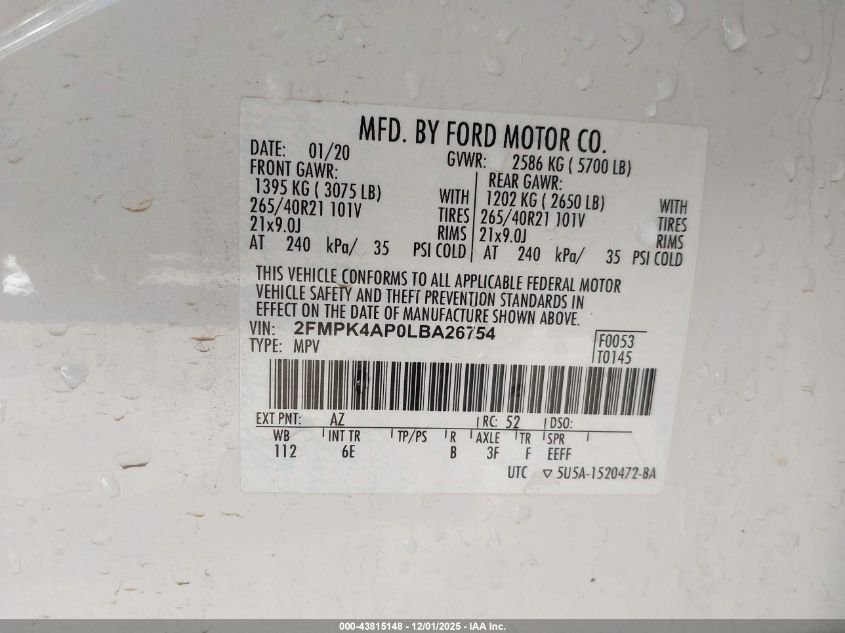 MFD. BY FORD MOTOR CO.
DATE: 01/20 GVWR: 2586 KG ( 5700 LB)
FRONT GAWR: REAR GAWR:
1395 KG ( 3075 LB) WITH 1202 KG ( 2650 LB) WITH
265/40R21 101V TIRES 265/40R21 101V TIRES
21x9.0J RIMS 21x9.0J RIMS
AT 240 kPa/ 35 PSI COLD AT 240 kPa/ 35 PSI COLD
THIS VEHICLE CONFORMS TO ALL APPLICABLE FEDERAL MOTOR
VEHICLE SAFETY AND THEFT PREVENTION STANDARDS IN
EFFECT ON THE DATE OF MANUFACTURE SHOWN ABOVE.
VIN: 2FMPK4AP0LBA26754 F0053
TYPE: MPV T0145
EXT PNT: AZ RC: 52 DSO:
WB INT TR TP/PS R AXLE TR SPR
112 6E B 3F F EEFF
UTC ▽ 5U5A-1520472-BA
000-43815148 - 12/01/2025 - IAA Inc.